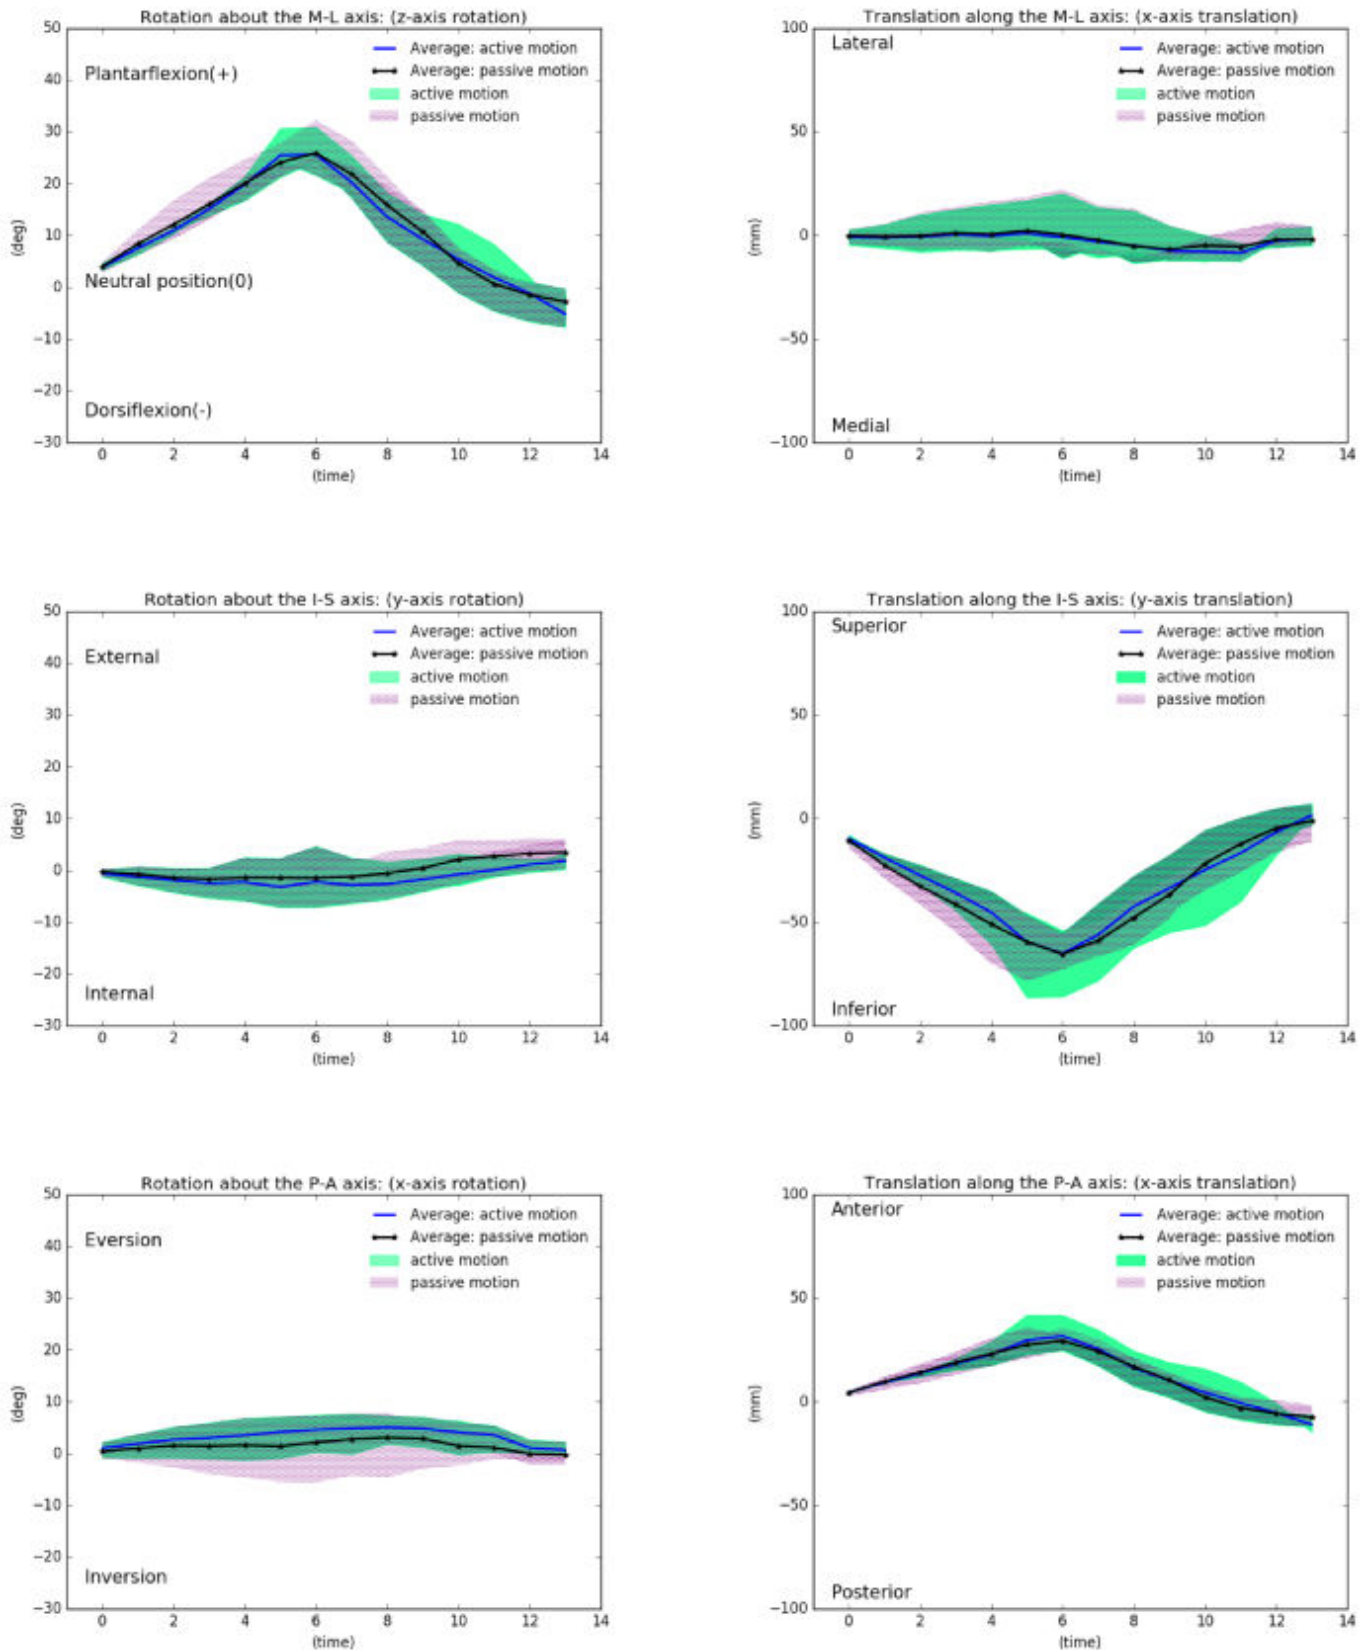 Rotation about the M-L axis: (z-axis rotation)
50
40
30
20
10
0
−10
−20
−30
(deg)
Plantarflexion(+)
Neutral position(0)
Dorsiflexion(-)
Average: active motion
Average: passive motion
active motion
passive motion
0 2 4 6 8 10 12 14
(time)
Translation along the M-L axis: (x-axis translation)
100
50
0
−50
−100
(mm)
Lateral
Medial
Average: active motion
Average: passive motion
active motion
passive motion
0 2 4 6 8 10 12 14
(time)
Rotation about the I-S axis: (y-axis rotation)
50
40
30
20
10
0
−10
−20
−30
(deg)
External
Internal
Average: active motion
Average: passive motion
active motion
passive motion
0 2 4 6 8 10 12 14
(time)
Translation along the I-S axis: (y-axis translation)
100
50
0
−50
−100
(mm)
Superior
Inferior
Average: active motion
Average: passive motion
active motion
passive motion
0 2 4 6 8 10 12 14
(time)
Rotation about the P-A axis: (x-axis rotation)
50
40
30
20
10
0
−10
−20
−30
(deg)
Eversion
Inversion
Average: active motion
Average: passive motion
active motion
passive motion
0 2 4 6 8 10 12 14
(time)
Translation along the P-A axis: (x-axis translation)
100
50
0
−50
−100
(mm)
Anterior
Posterior
Average: active motion
Average: passive motion
active motion
passive motion
0 2 4 6 8 10 12 14
(time)